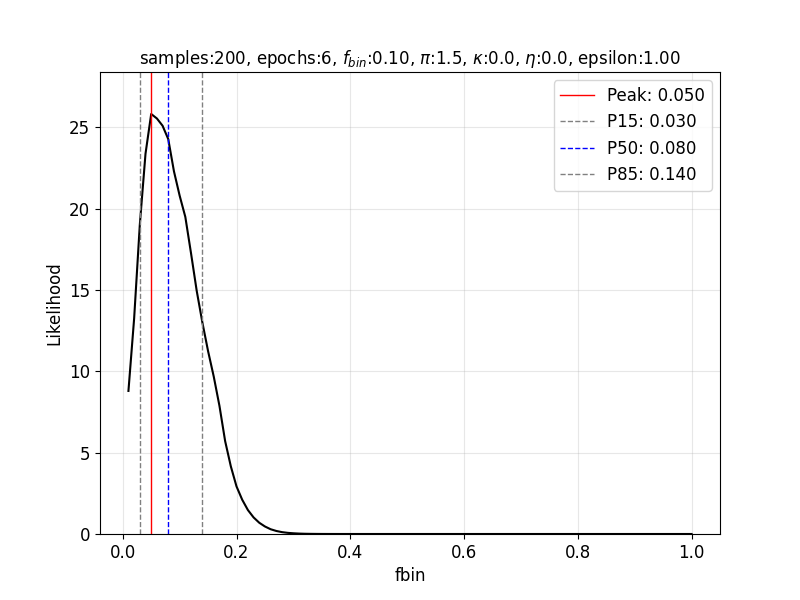 samples:200, epochs:6, f_bin:0.10, π:1.5, κ:0.0, η:0.0, epsilon:1.00
Peak: 0.050
P15: 0.030
P50: 0.080
P85: 0.140
Likelihood
25
20
15
10
5
0
0.0 0.2 0.4 0.6 0.8 1.0
fbin